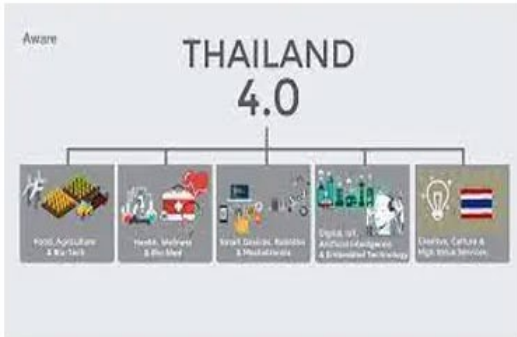 Aware
THAILAND
4.0
Food, Agriculture
& Bio-Tech
Health, Wellness
& Bio-Med
Smart Devices, Robotics
& Mechatronics
Digital, IoT,
Artificial Intelligence
& Embedded Technology
Creative, Culture &
High Value Services